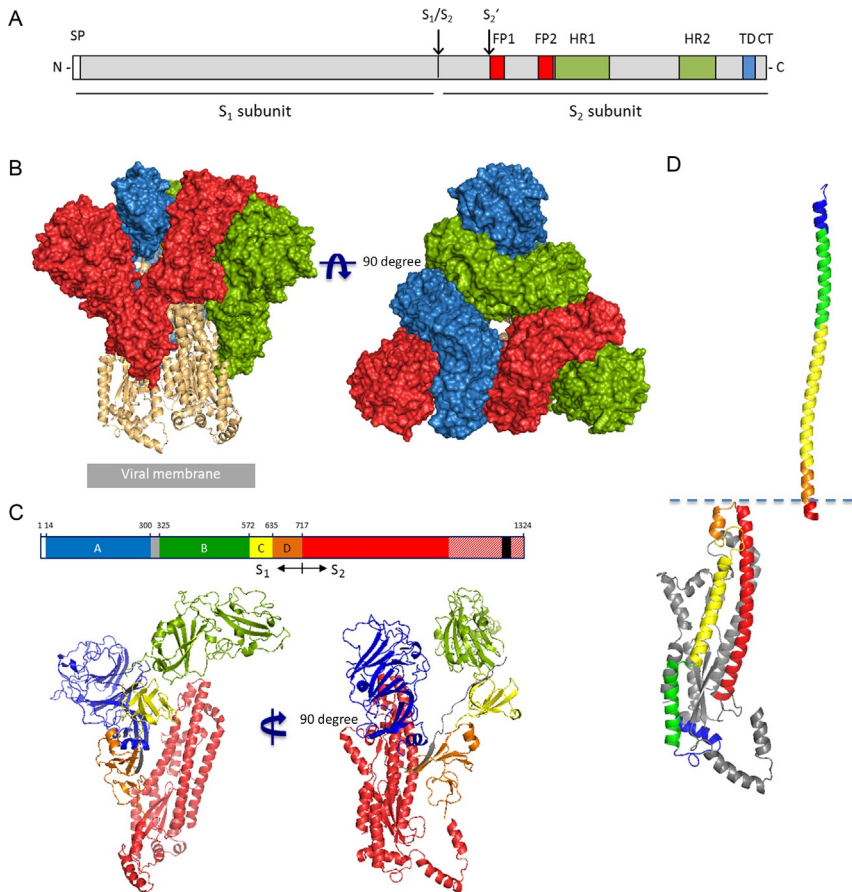 A
S1/S2 S2′
SP FP1 FP2 HR1 HR2 TD CT
N - - C
S1 subunit S2 subunit
B
90 degree
Viral membrane
C
1 14 300 325 572 635 717 1324
A B C D
S1 S2
90 degree
D